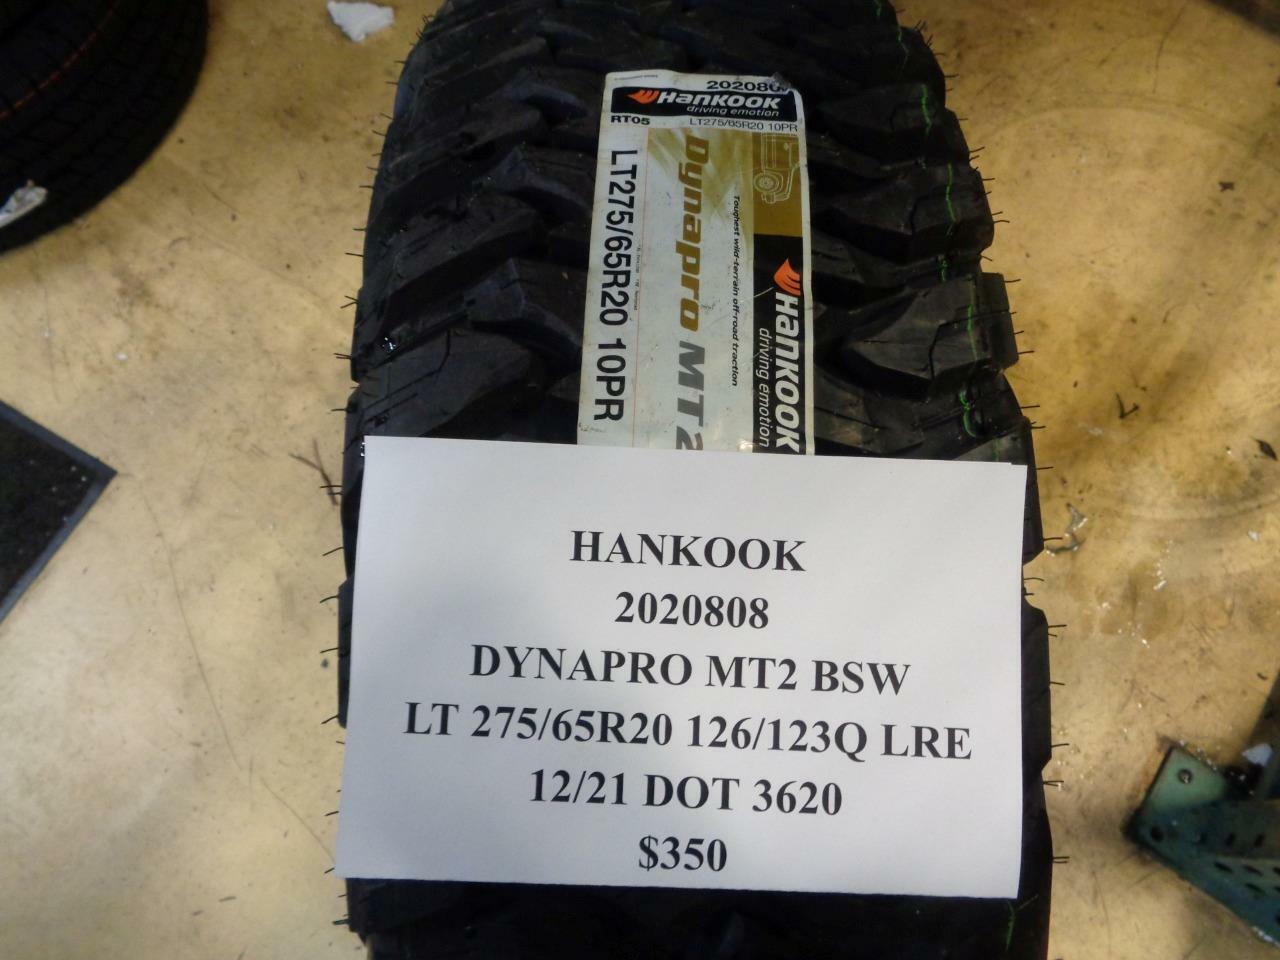 202080
Hankook
driving emotion
RT05 LT275/65R20 10PR
LT275/65R20 10PR
Dynapro MT2
Toughest wild-terrain off-road traction
Hankook
driving emotion
HANKOOK
2020808
DYNAPRO MT2 BSW
LT 275/65R20 126/123Q LRE
12/21 DOT 3620
$350